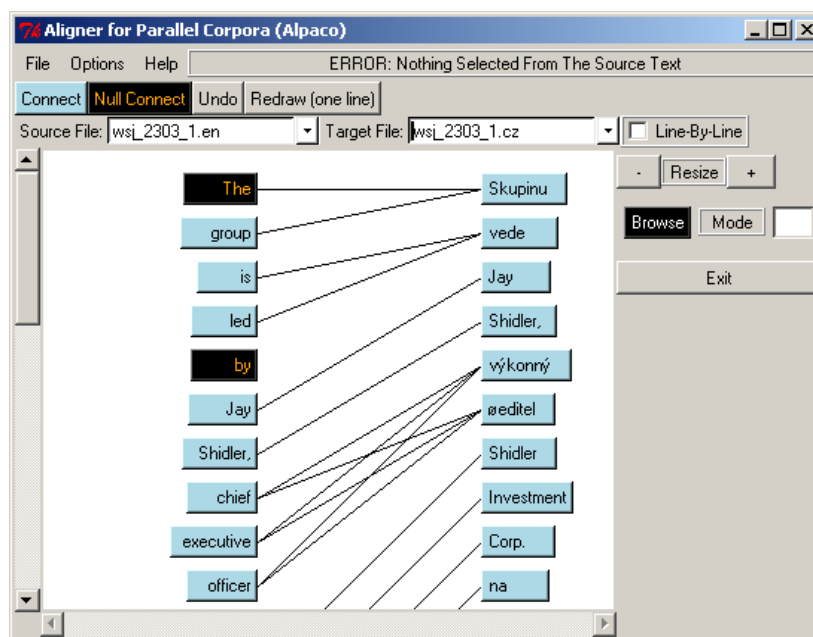 Aligner for Parallel Corpora (Alpaco)
File Options Help ERROR: Nothing Selected From The Source Text
Connect Null Connect Undo Redraw (one line)
Source File: wsj_2303_1.en Target File: wsj_2303_1.cz Line-By-Line
- Resize +
The Skupinu
Browse Mode
group vede
is Jay
Exit
led Shidler,
by výkonný
Jay øeditel
Shidler, Shidler
chief Investment
executive Corp.
officer na